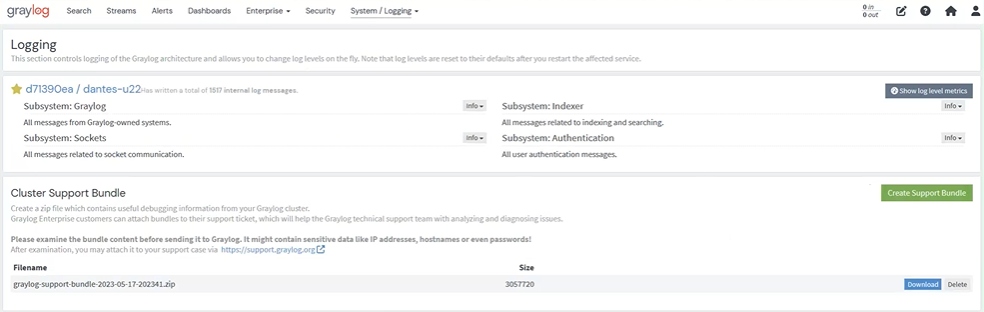 graylog Search Streams Alerts Dashboards Enterprise Security System / Logging 0 in
0 out
Logging
This section controls logging of the Graylog architecture and allows you to change log levels on the fly. Note that log levels are reset to their defaults after you restart the affected service.
d71390ea / dantes-u22 Has written a total of 1517 internal log messages. Show log level metrics
Subsystem: Graylog Info Subsystem: Indexer Info
All messages from Graylog-owned systems. All messages related to indexing and searching.
Subsystem: Sockets Info Subsystem: Authentication Info
All messages related to socket communication. All user authentication messages.
Cluster Support Bundle Create Support Bundle
Create a zip file which contains useful debugging information from your Graylog cluster.
Graylog Enterprise customers can attach bundles to their support ticket, which will help the Graylog technical support team with analyzing and diagnosing issues.
Please examine the bundle content before sending it to Graylog. It might contain sensitive data like IP addresses, hostnames or even passwords!
After examination, you may attach it to your support case via https://support.graylog.org
Filename Size
graylog-support-bundle-2023-05-17-202341.zip 3057720 Download Delete